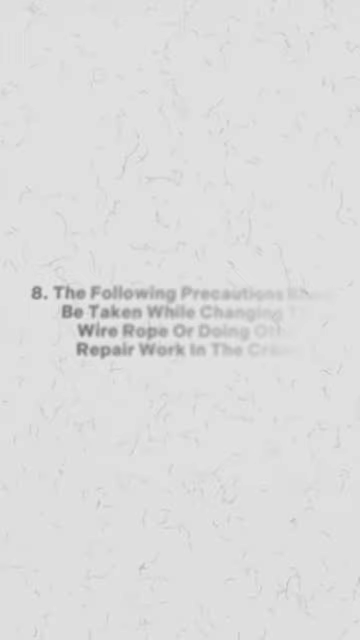 8. The Following Precautions
Be Taken While Changing
Wire Rope Or Doing
Repair Work In The